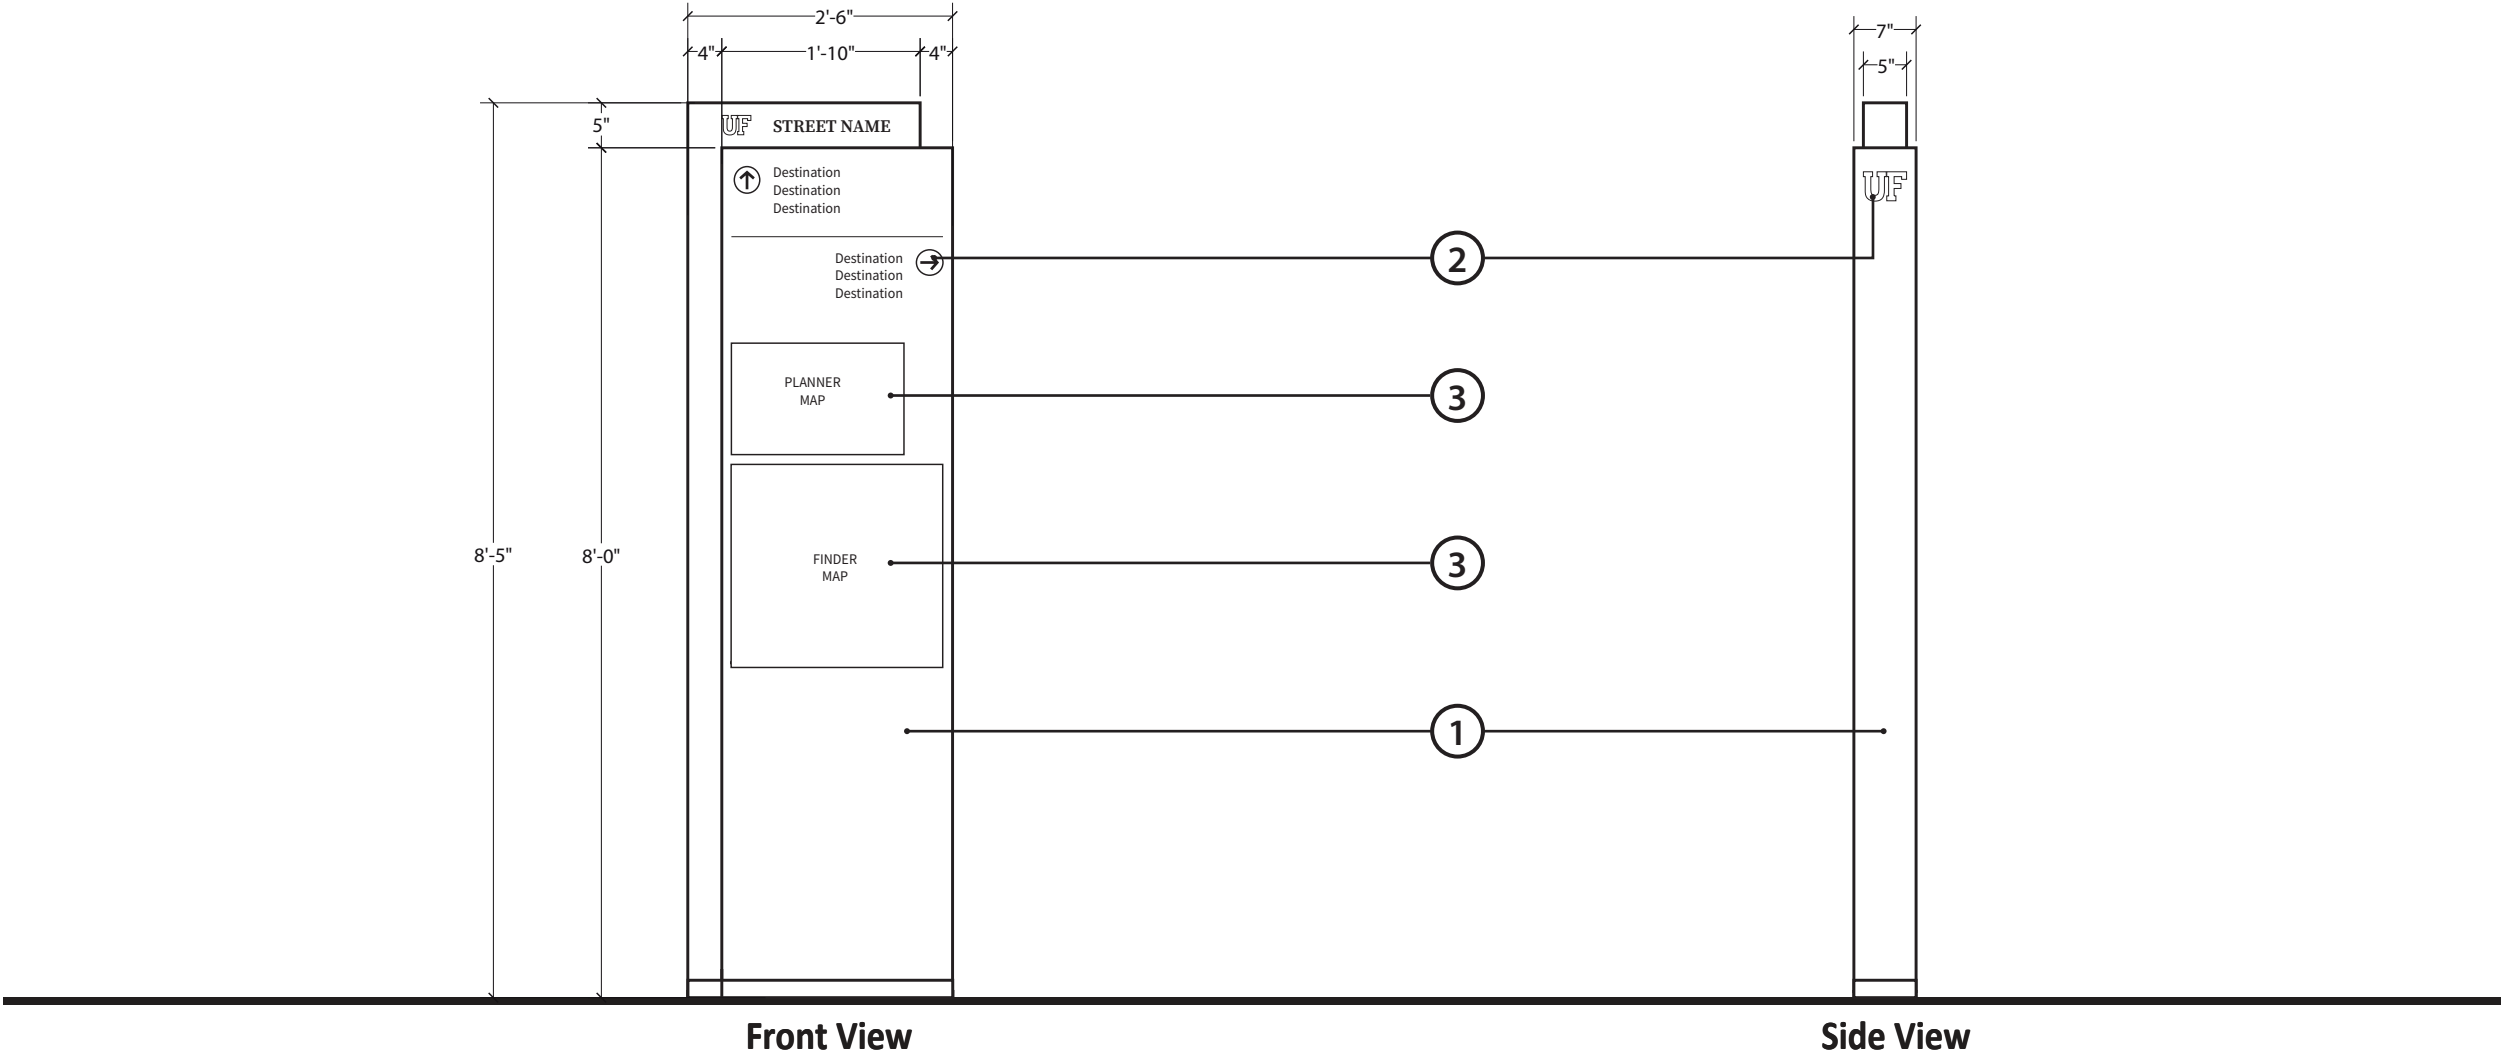 2'-6"
7"
4"
1'-10"
4"
5"
5"
UF
STREET NAME
Destination
Destination
Destination
UF
Destination
Destination
Destination
2
PLANNER
MAP
3
8'-5"
8'-0"
FINDER
MAP
3
1
Front View
Side View